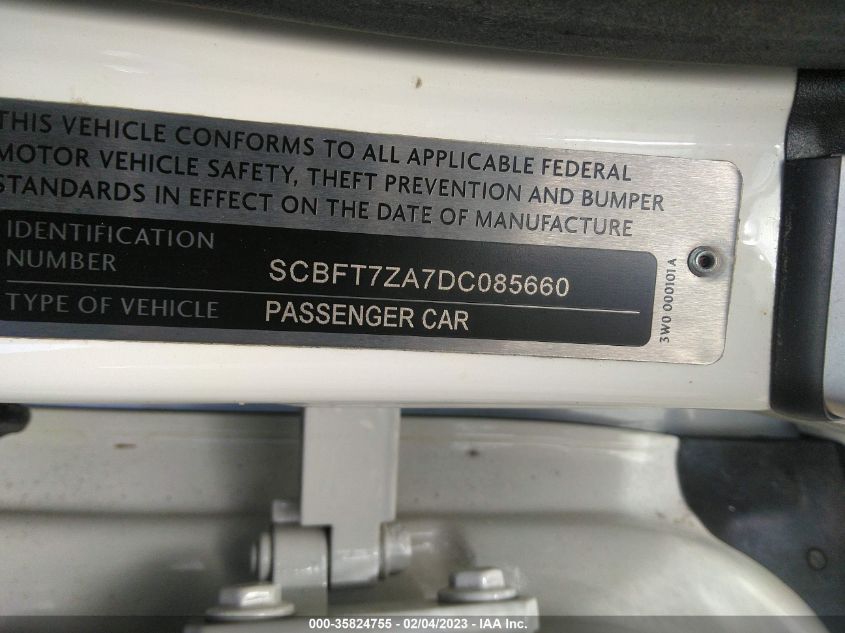 THIS VEHICLE CONFORMS TO ALL APPLICABLE FEDERAL
MOTOR VEHICLE SAFETY, THEFT PREVENTION AND BUMPER
STANDARDS IN EFFECT ON THE DATE OF MANUFACTURE
IDENTIFICATION
NUMBER
SCBFT7ZA7DC085660
TYPE OF VEHICLE
PASSENGER CAR
3W0 000101 A
000-35824755 - 02/04/2023 - IAA Inc.